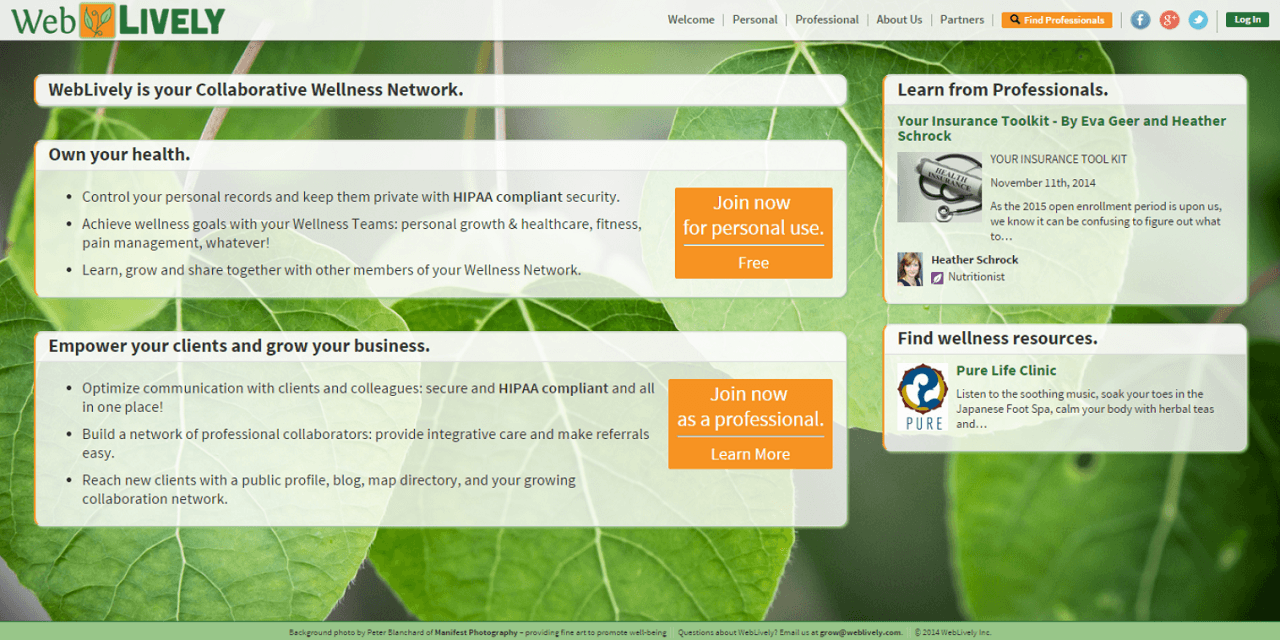 Web LIVELY
Welcome | Personal | Professional | About Us | Partners | Find Professionals | f g+ | Log In
WebLively is your Collaborative Wellness Network.
Own your health.
• Control your personal records and keep them private with HIPAA compliant security.
• Achieve wellness goals with your Wellness Teams: personal growth & healthcare, fitness,
pain management, whatever!
• Learn, grow and share together with other members of your Wellness Network.
Join now
for personal use.
Free
Empower your clients and grow your business.
• Optimize communication with clients and colleagues: secure and HIPAA compliant and all
in one place!
• Build a network of professional collaborators: provide integrative care and make referrals
easy.
• Reach new clients with a public profile, blog, map directory, and your growing
collaboration network.
Join now
as a professional.
Learn More
Learn from Professionals.
Your Insurance Toolkit - By Eva Geer and Heather
Schrock
HEALTH
INSURANCE
YOUR INSURANCE TOOL KIT
November 11th, 2014
As the 2015 open enrollment period is upon us,
we know it can be confusing to figure out what
to…
Heather Schrock
Nutritionist
Find wellness resources.
PURE
Pure Life Clinic
Listen to the soothing music, soak your toes in the
Japanese Foot Spa, calm your body with herbal teas
and…
Background photo by Peter Blanchard of Manifest Photography – providing fine art to promote well-being Questions about WebLively? Email us at grow@weblively.com. © 2014 WebLively Inc.